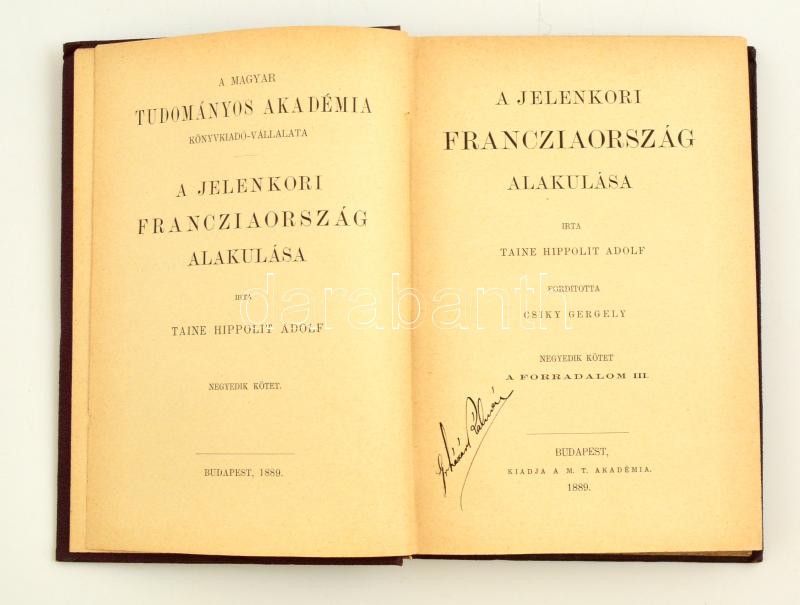 A MAGYAR
TUDOMÁNYOS AKADÉMIA
KÖNYVKIADÓ-VÁLLALATA
A JELENKORI
FRANCZIAORSZÁG
ALAKULÁSA
IRTA
TAINE HIPPOLIT ADOLF
NEGYEDIK KÖTET.
BUDAPEST, 1889.
A JELENKORI
FRANCZIAORSZÁG
ALAKULÁSA
IRTA
TAINE HIPPOLIT ADOLF
FORDITOTTA
CSIKY GERGELY
NEGYEDIK KÖTET
A FORRADALOM III.
Kálmán
BUDAPEST,
KIADJA A M. T. AKADÉMIA.
1889.
darabanth